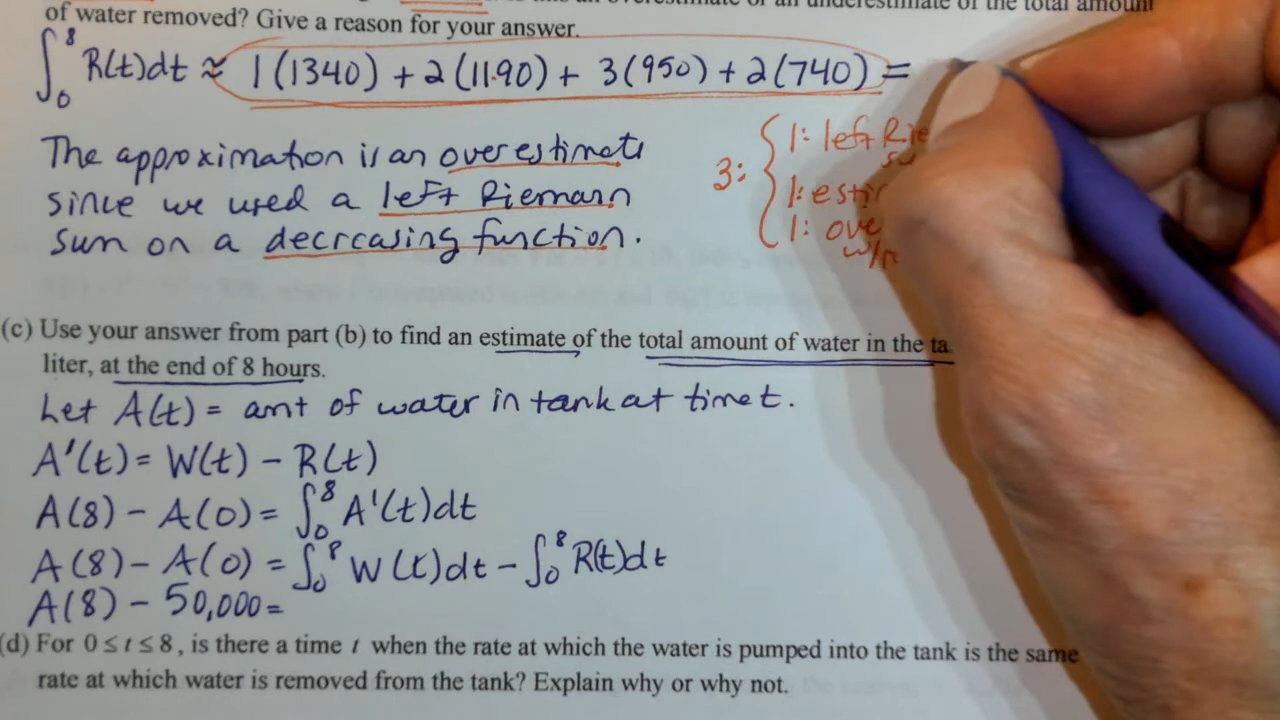 of water removed? Give a reason for your answer.
∫₀⁸ R(t)dt ≈ 1(1340) + 2(1190) + 3(950) + 2(740) =
The approximation is an overestimate
since we used a left Riemann
sum on a decreasing function.
3: { 1: left Rie
su
1: esti
1: ove
w/r
(c) Use your answer from part (b) to find an estimate of the total amount of water in the ta
liter, at the end of 8 hours.
Let A(t) = amt of water in tank at time t.
A'(t) = W(t) − R(t)
A(8) − A(0) = ∫₀⁸ A'(t)dt
A(8) − A(0) = ∫₀⁸ W(t)dt − ∫₀⁸ R(t)dt
A(8) − 50,000 =
(d) For 0 ≤ t ≤ 8, is there a time t when the rate at which the water is pumped into the tank is the same
rate at which water is removed from the tank? Explain why or why not.